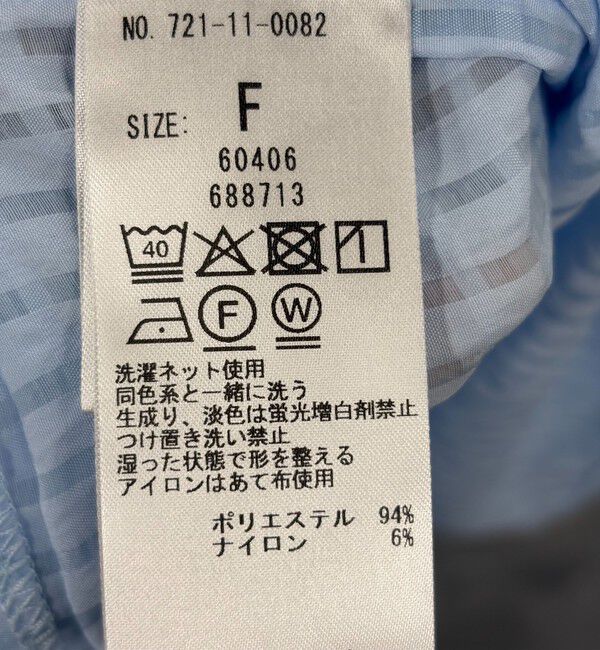 NO. 721-11-0082
SIZE: F
60406
688713
40
F W
洗濯ネット使用
同色系と一緒に洗う
生成り、淡色は蛍光増白剤禁止
つけ置き洗い禁止
湿った状態で形を整える
アイロンはあて布使用
ポリエステル 94%
ナイロン 6%